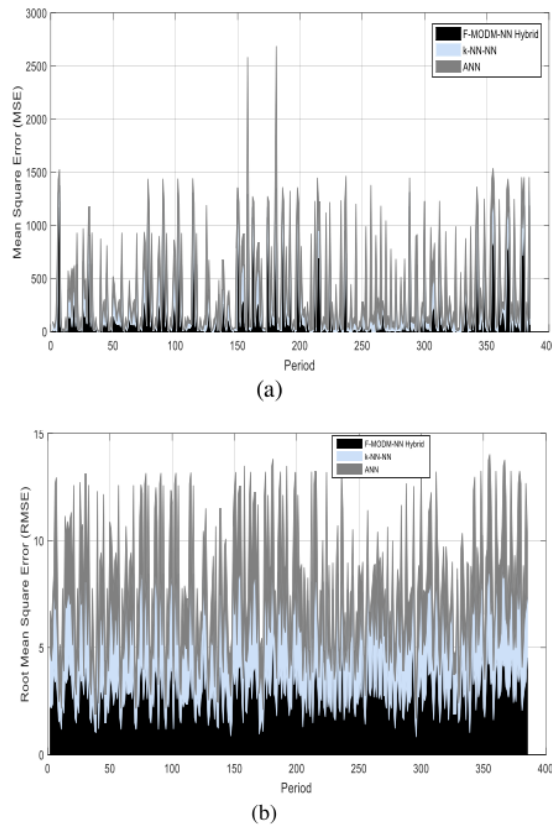 3000
2500
2000
1500
1000
500
0
Mean Square Error (MSE)
F-MODM-NN Hybrid
k-NN-NN
ANN
0 50 100 150 200 250 300 350 400
Period
(a)
15
10
5
0
Root Mean Square Error (RMSE)
F-MODM-NN Hybrid
k-NN-NN
ANN
0 50 100 150 200 250 300 350 400
Period
(b)